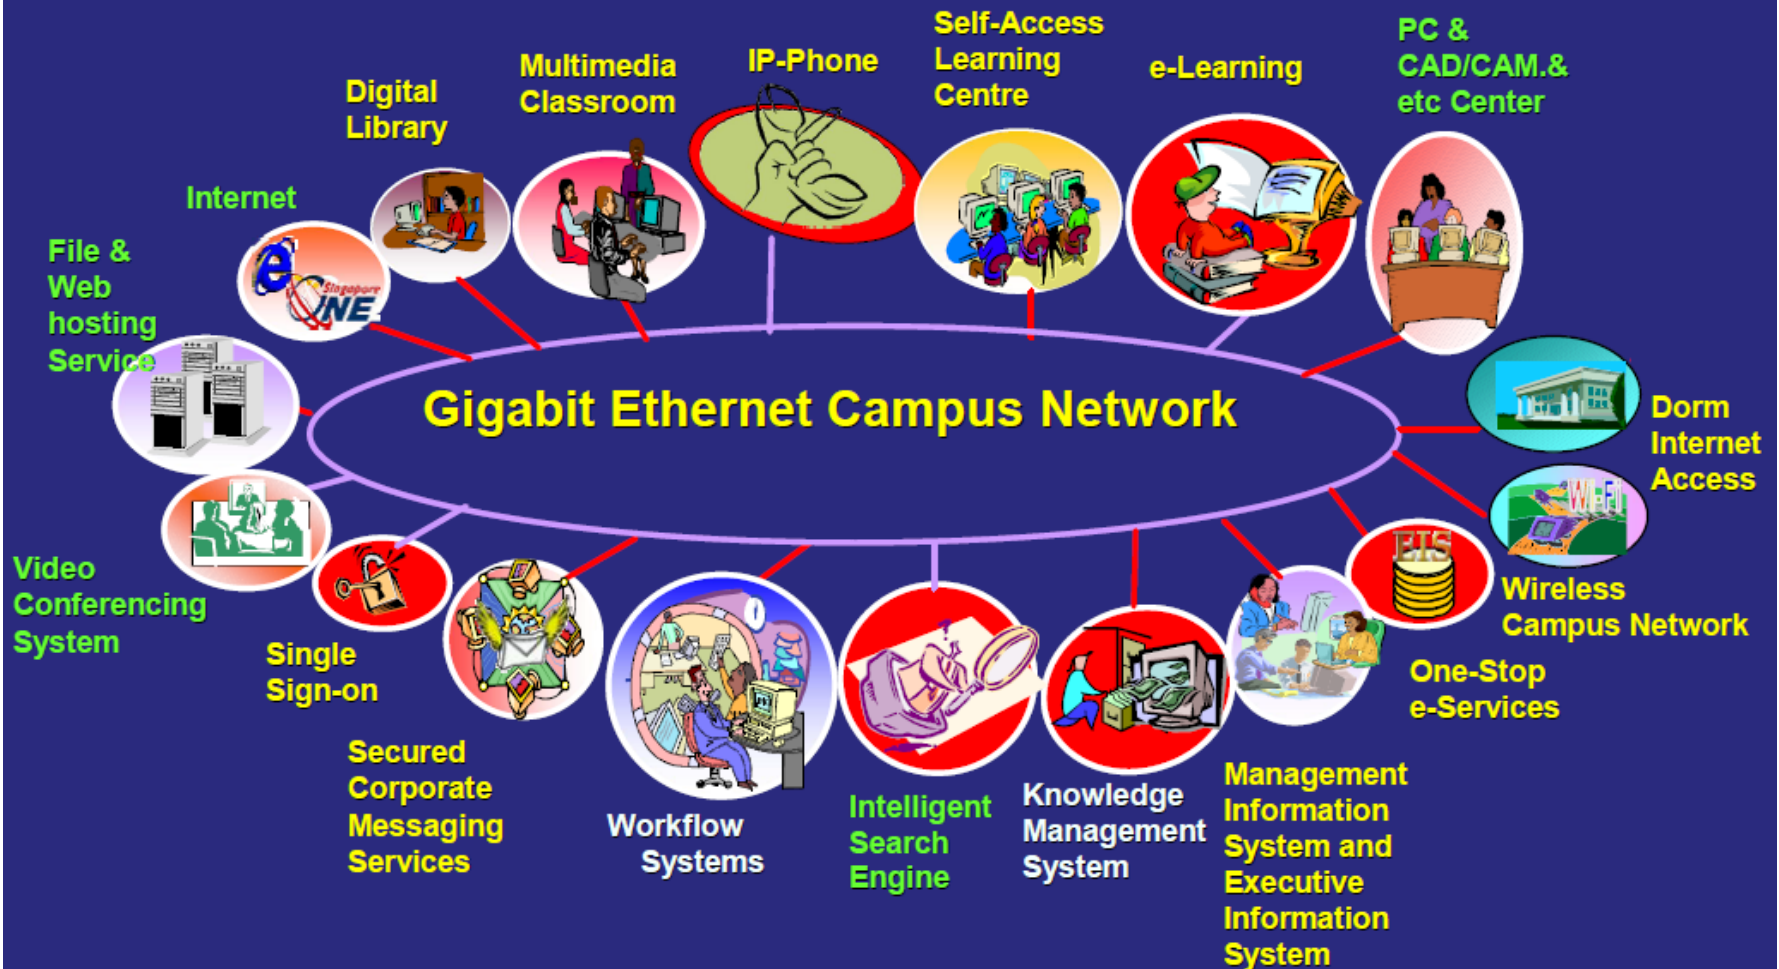 Self-Access
Learning
Centre
PC &
CAD/CAM.&
etc Center
IP-Phone
e-Learning
Multimedia
Classroom
Digital
Library
Internet
File &
Web
hosting
Service
e
Singapore
ONE
Gigabit Ethernet Campus Network
Dorm
Internet
Access
Wi-Fi
Wireless
Campus Network
EIS
One-Stop
e-Services
Video
Conferencing
System
Single
Sign-on
Secured
Corporate
Messaging
Services
Workflow
Systems
Intelligent
Search
Engine
Knowledge
Management
System
Management
Information
System and
Executive
Information
System